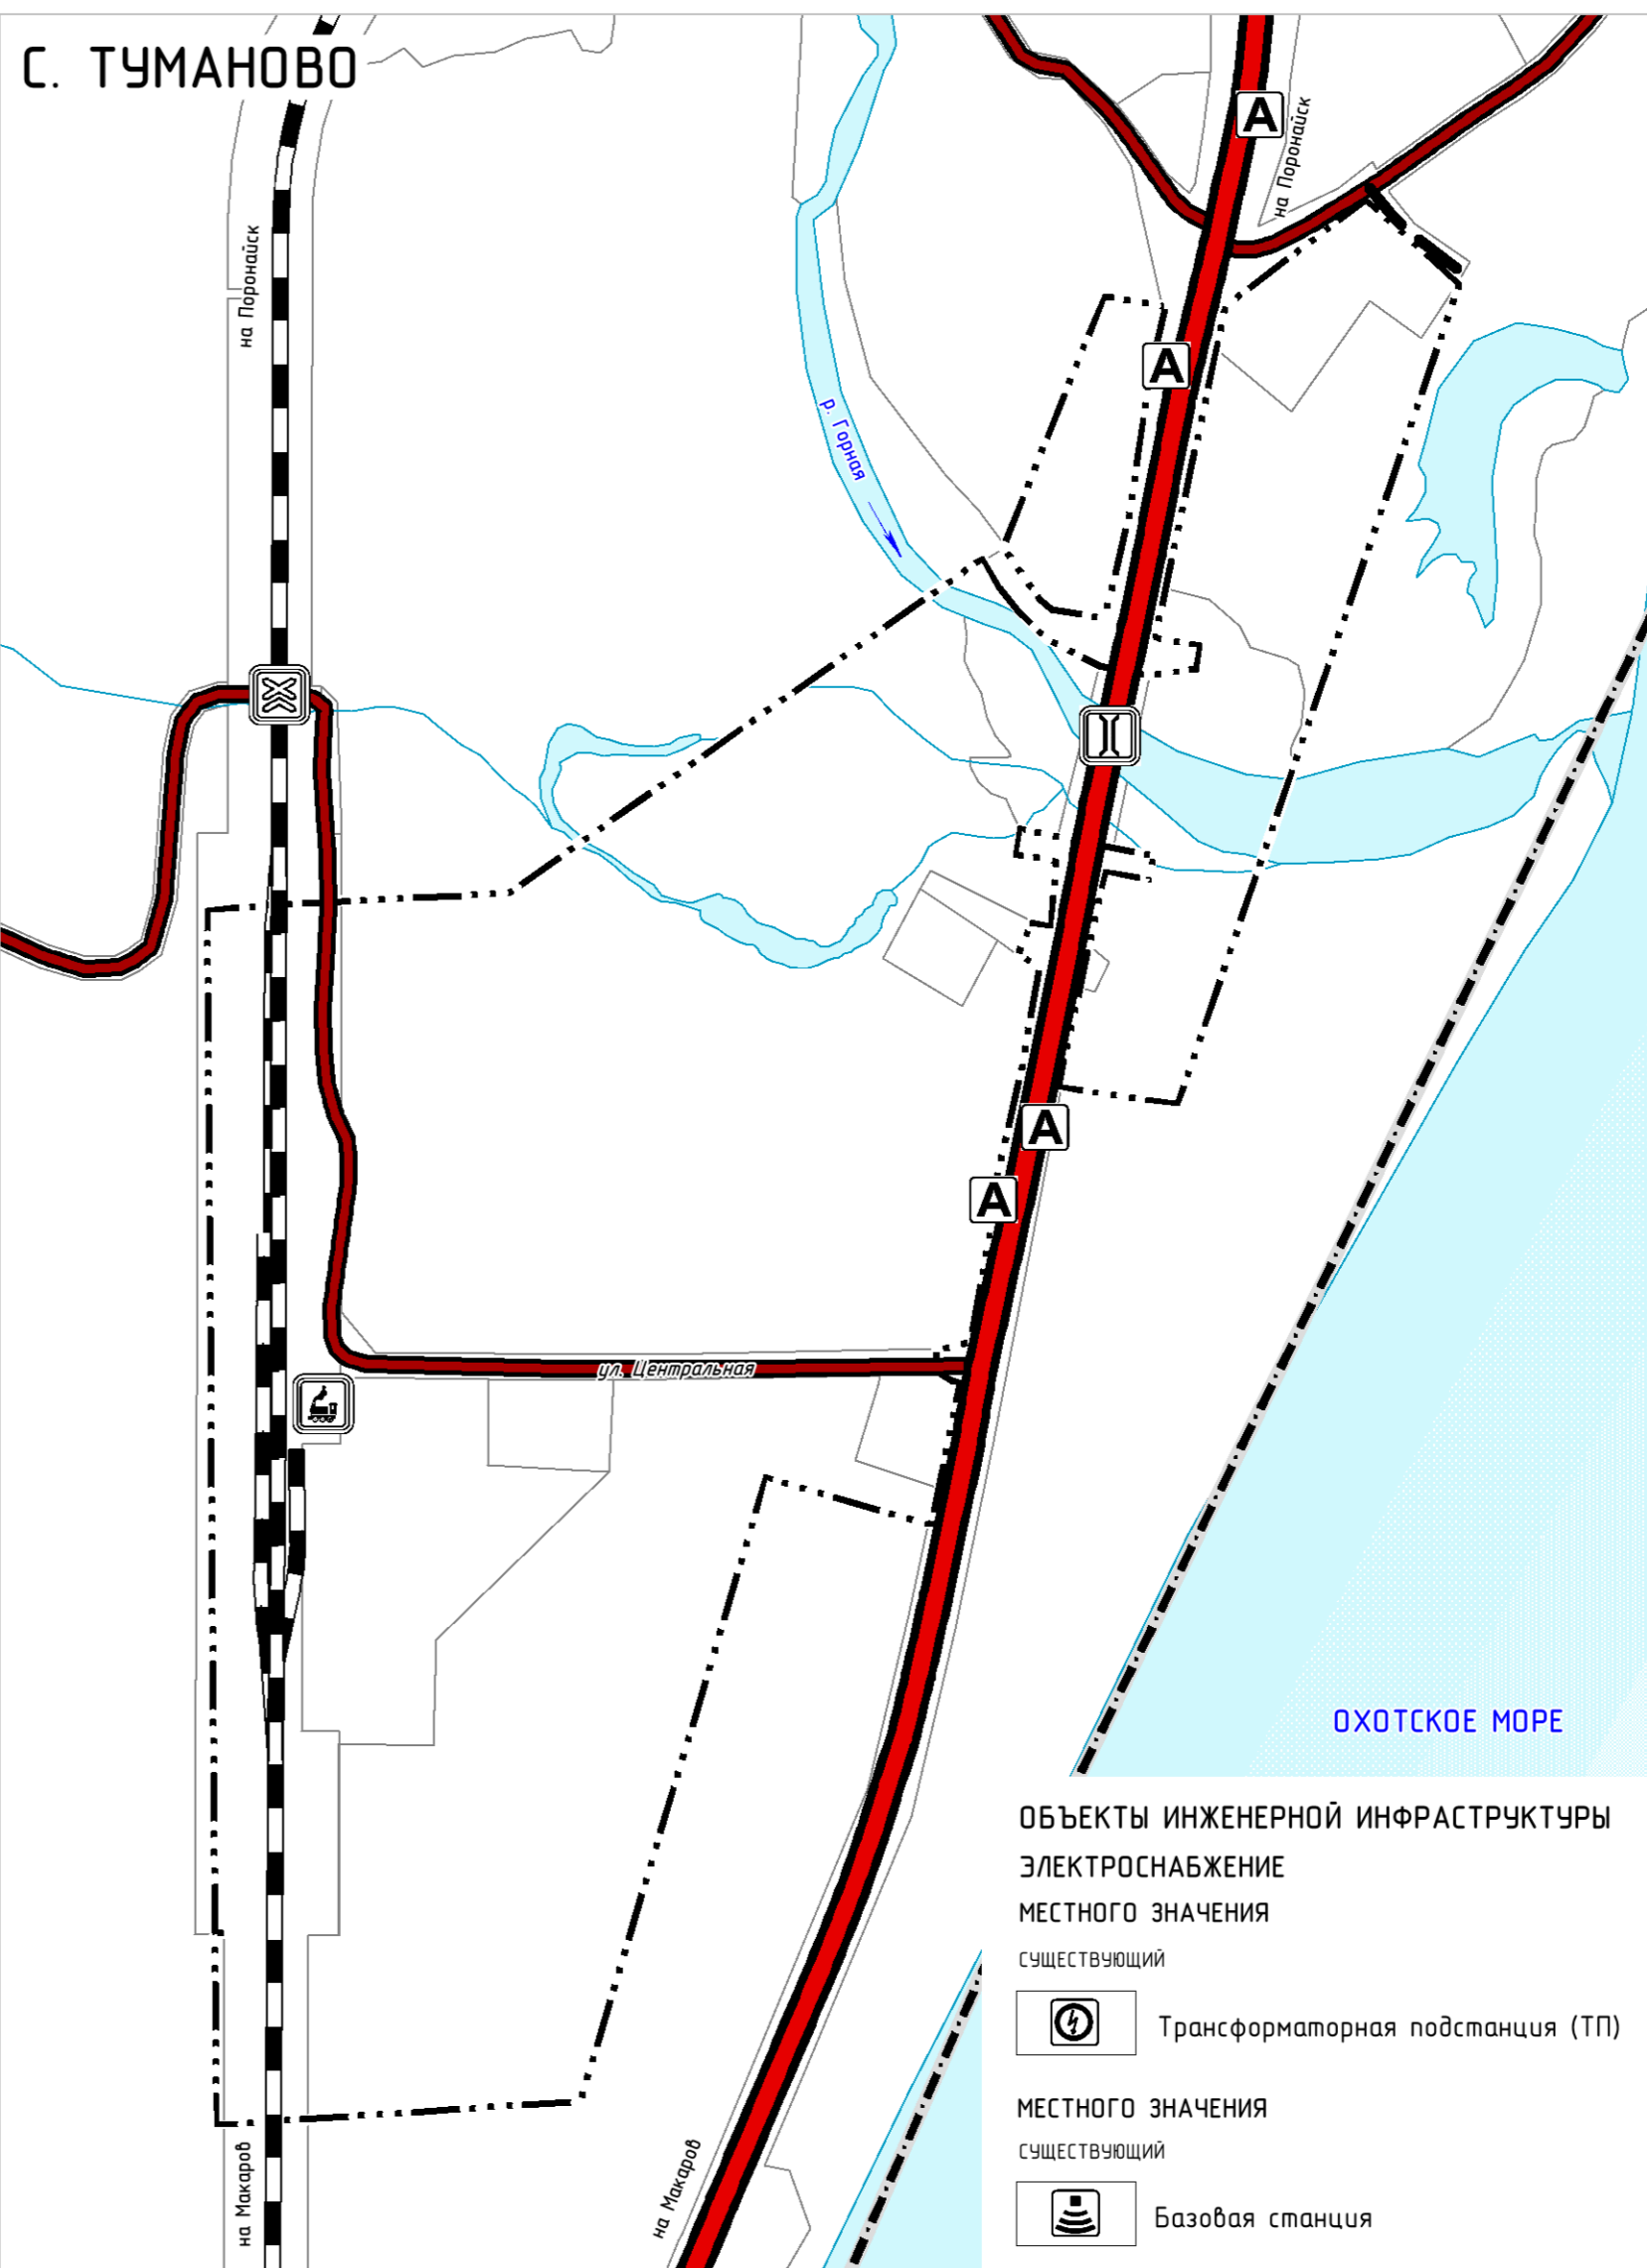 С. ТУМАНОВО
А
на Поронайск
на Поронайск
А
р. Горная
А
А
ул. Центральная
ОХОТСКОЕ МОРЕ
ОБЪЕКТЫ ИНЖЕНЕРНОЙ ИНФРАСТРУКТУРЫ
ЭЛЕКТРОСНАБЖЕНИЕ
МЕСТНОГО ЗНАЧЕНИЯ
СУЩЕСТВУЮЩИЙ
Трансформаторная подстанция (ТП)
МЕСТНОГО ЗНАЧЕНИЯ
СУЩЕСТВУЮЩИЙ
на Макаров
на Макаров
Базовая станция